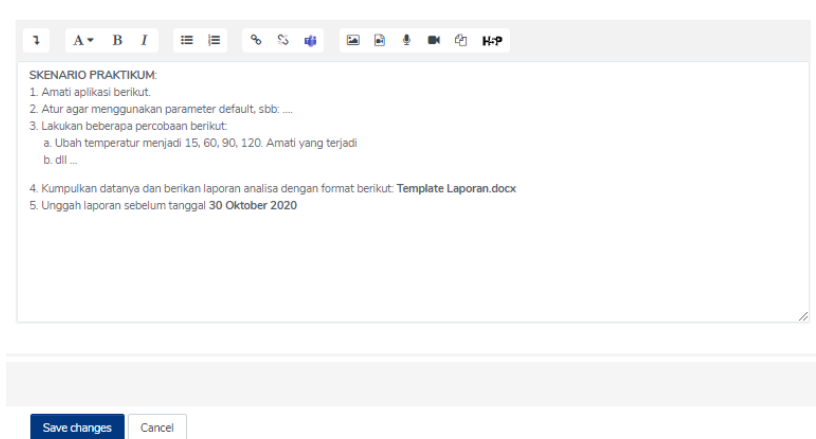 A B I H-P
SKENARIO PRAKTIKUM:
1. Amati aplikasi berikut.
2. Atur agar menggunakan parameter default, sbb: ....
3. Lakukan beberapa percobaan berikut:
a. Ubah temperatur menjadi 15, 60, 90, 120. Amati yang terjadi
b. dll ...
4. Kumpulkan datanya dan berikan laporan analisa dengan format berikut: Template Laporan.docx
5. Unggah laporan sebelum tanggal 30 Oktober 2020
Save changes Cancel